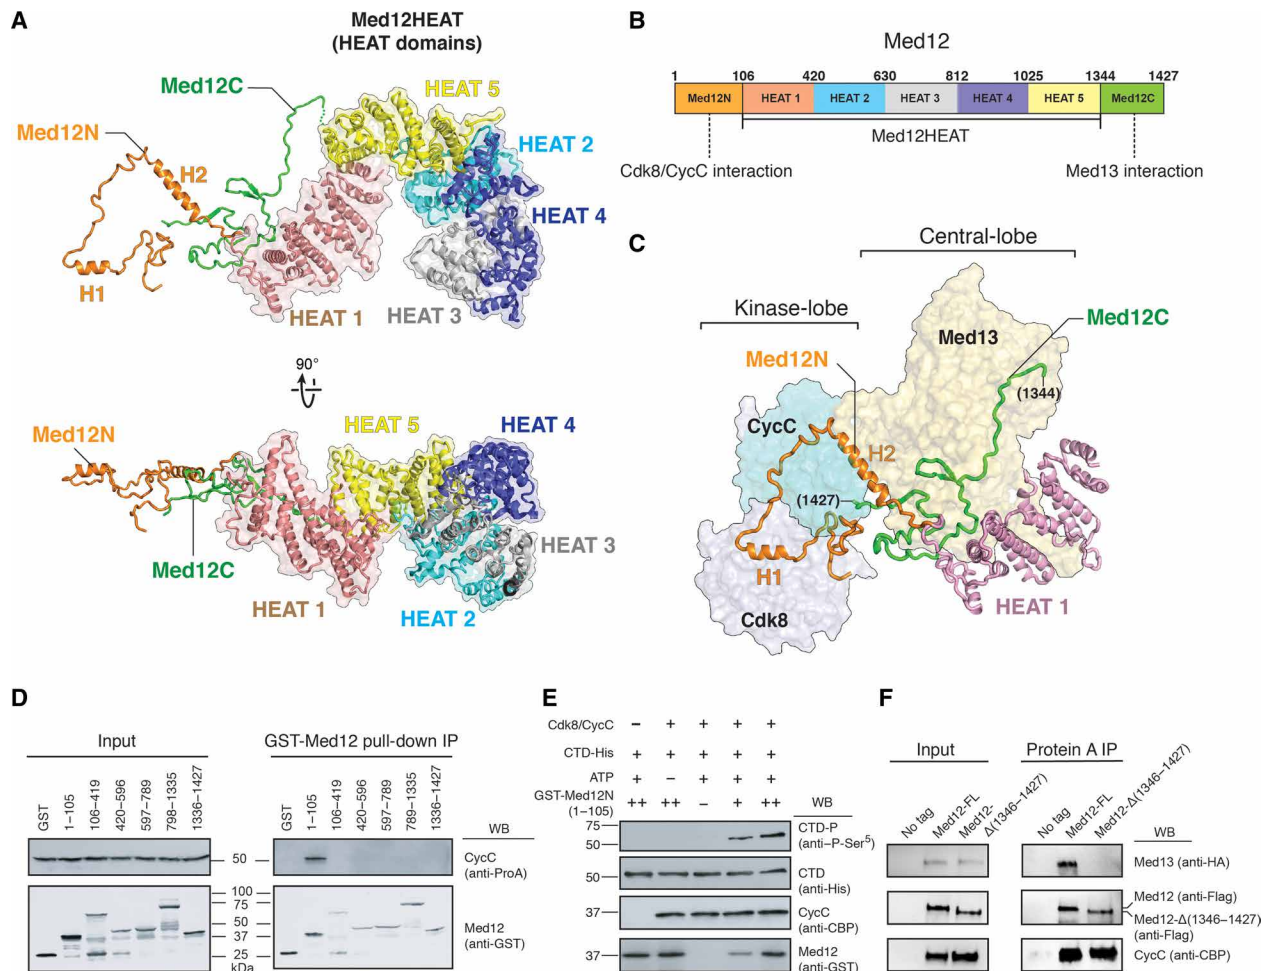 A
Med12HEAT
(HEAT domains)
Med12C
Med12N
H2
H1
HEAT 5
HEAT 2
HEAT 4
HEAT 3
HEAT 1
90°
Med12N
HEAT 5
HEAT 4
HEAT 3
Med12C
HEAT 1
HEAT 2
B
Med12
1 106 420 630 812 1025 1344 1427
Med12N HEAT 1 HEAT 2 HEAT 3 HEAT 4 HEAT 5 Med12C
Med12HEAT
Cdk8/CycC interaction
Med13 interaction
C
Central-lobe
Kinase-lobe
Med12C
Med13
Med12N
(1344)
CycC
H2
(1427)
H1
HEAT 1
Cdk8
D
Input
GST-Med12 pull-down IP
GST
1–105
106–419
420–596
597–789
798–1335
1336–1427
GST
1–105
106–419
420–596
597–789
789–1335
1336–1427
WB
50
CycC
(anti-ProA)
100
75
50
37
25
kDa
Med12
(anti-GST)
E
Cdk8/CycC – + + + +
CTD-His + + + + +
ATP + – + + +
GST-Med12N
(1–105)
++ ++ – + ++
WB
75
50
CTD-P
(anti–P-Ser5)
50
CTD
(anti-His)
37
CycC
(anti-CBP)
37
Med12
(anti-GST)
F
Input
Protein A IP
No tag
Med12-FL
Med12-
Δ(1346–1427)
No tag
Med12-FL
Med12-Δ(1346–1427)
WB
Med13 (anti-HA)
Med12 (anti-Flag)
Med12-Δ(1346–1427)
(anti-Flag)
CycC (anti-CBP)